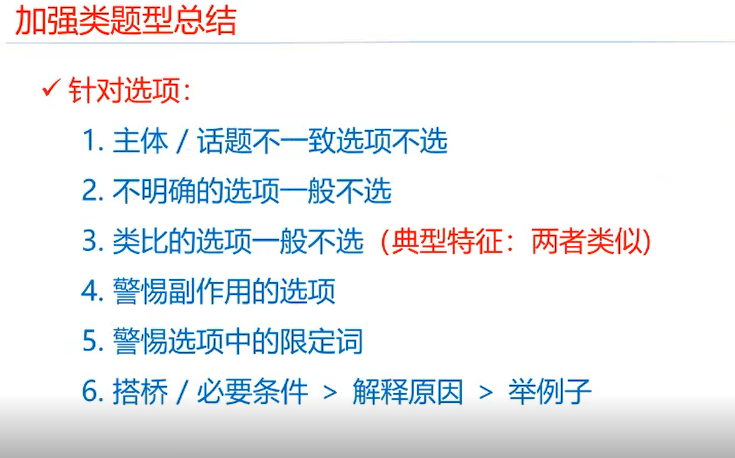 加强类题型总结
✓ 针对选项：
1. 主体 / 话题不一致选项不选
2. 不明确的选项一般不选
3. 类比的选项一般不选（典型特征：两者类似)
4. 警惕副作用的选项
5. 警惕选项中的限定词
6. 搭桥 / 必要条件 > 解释原因 > 举例子